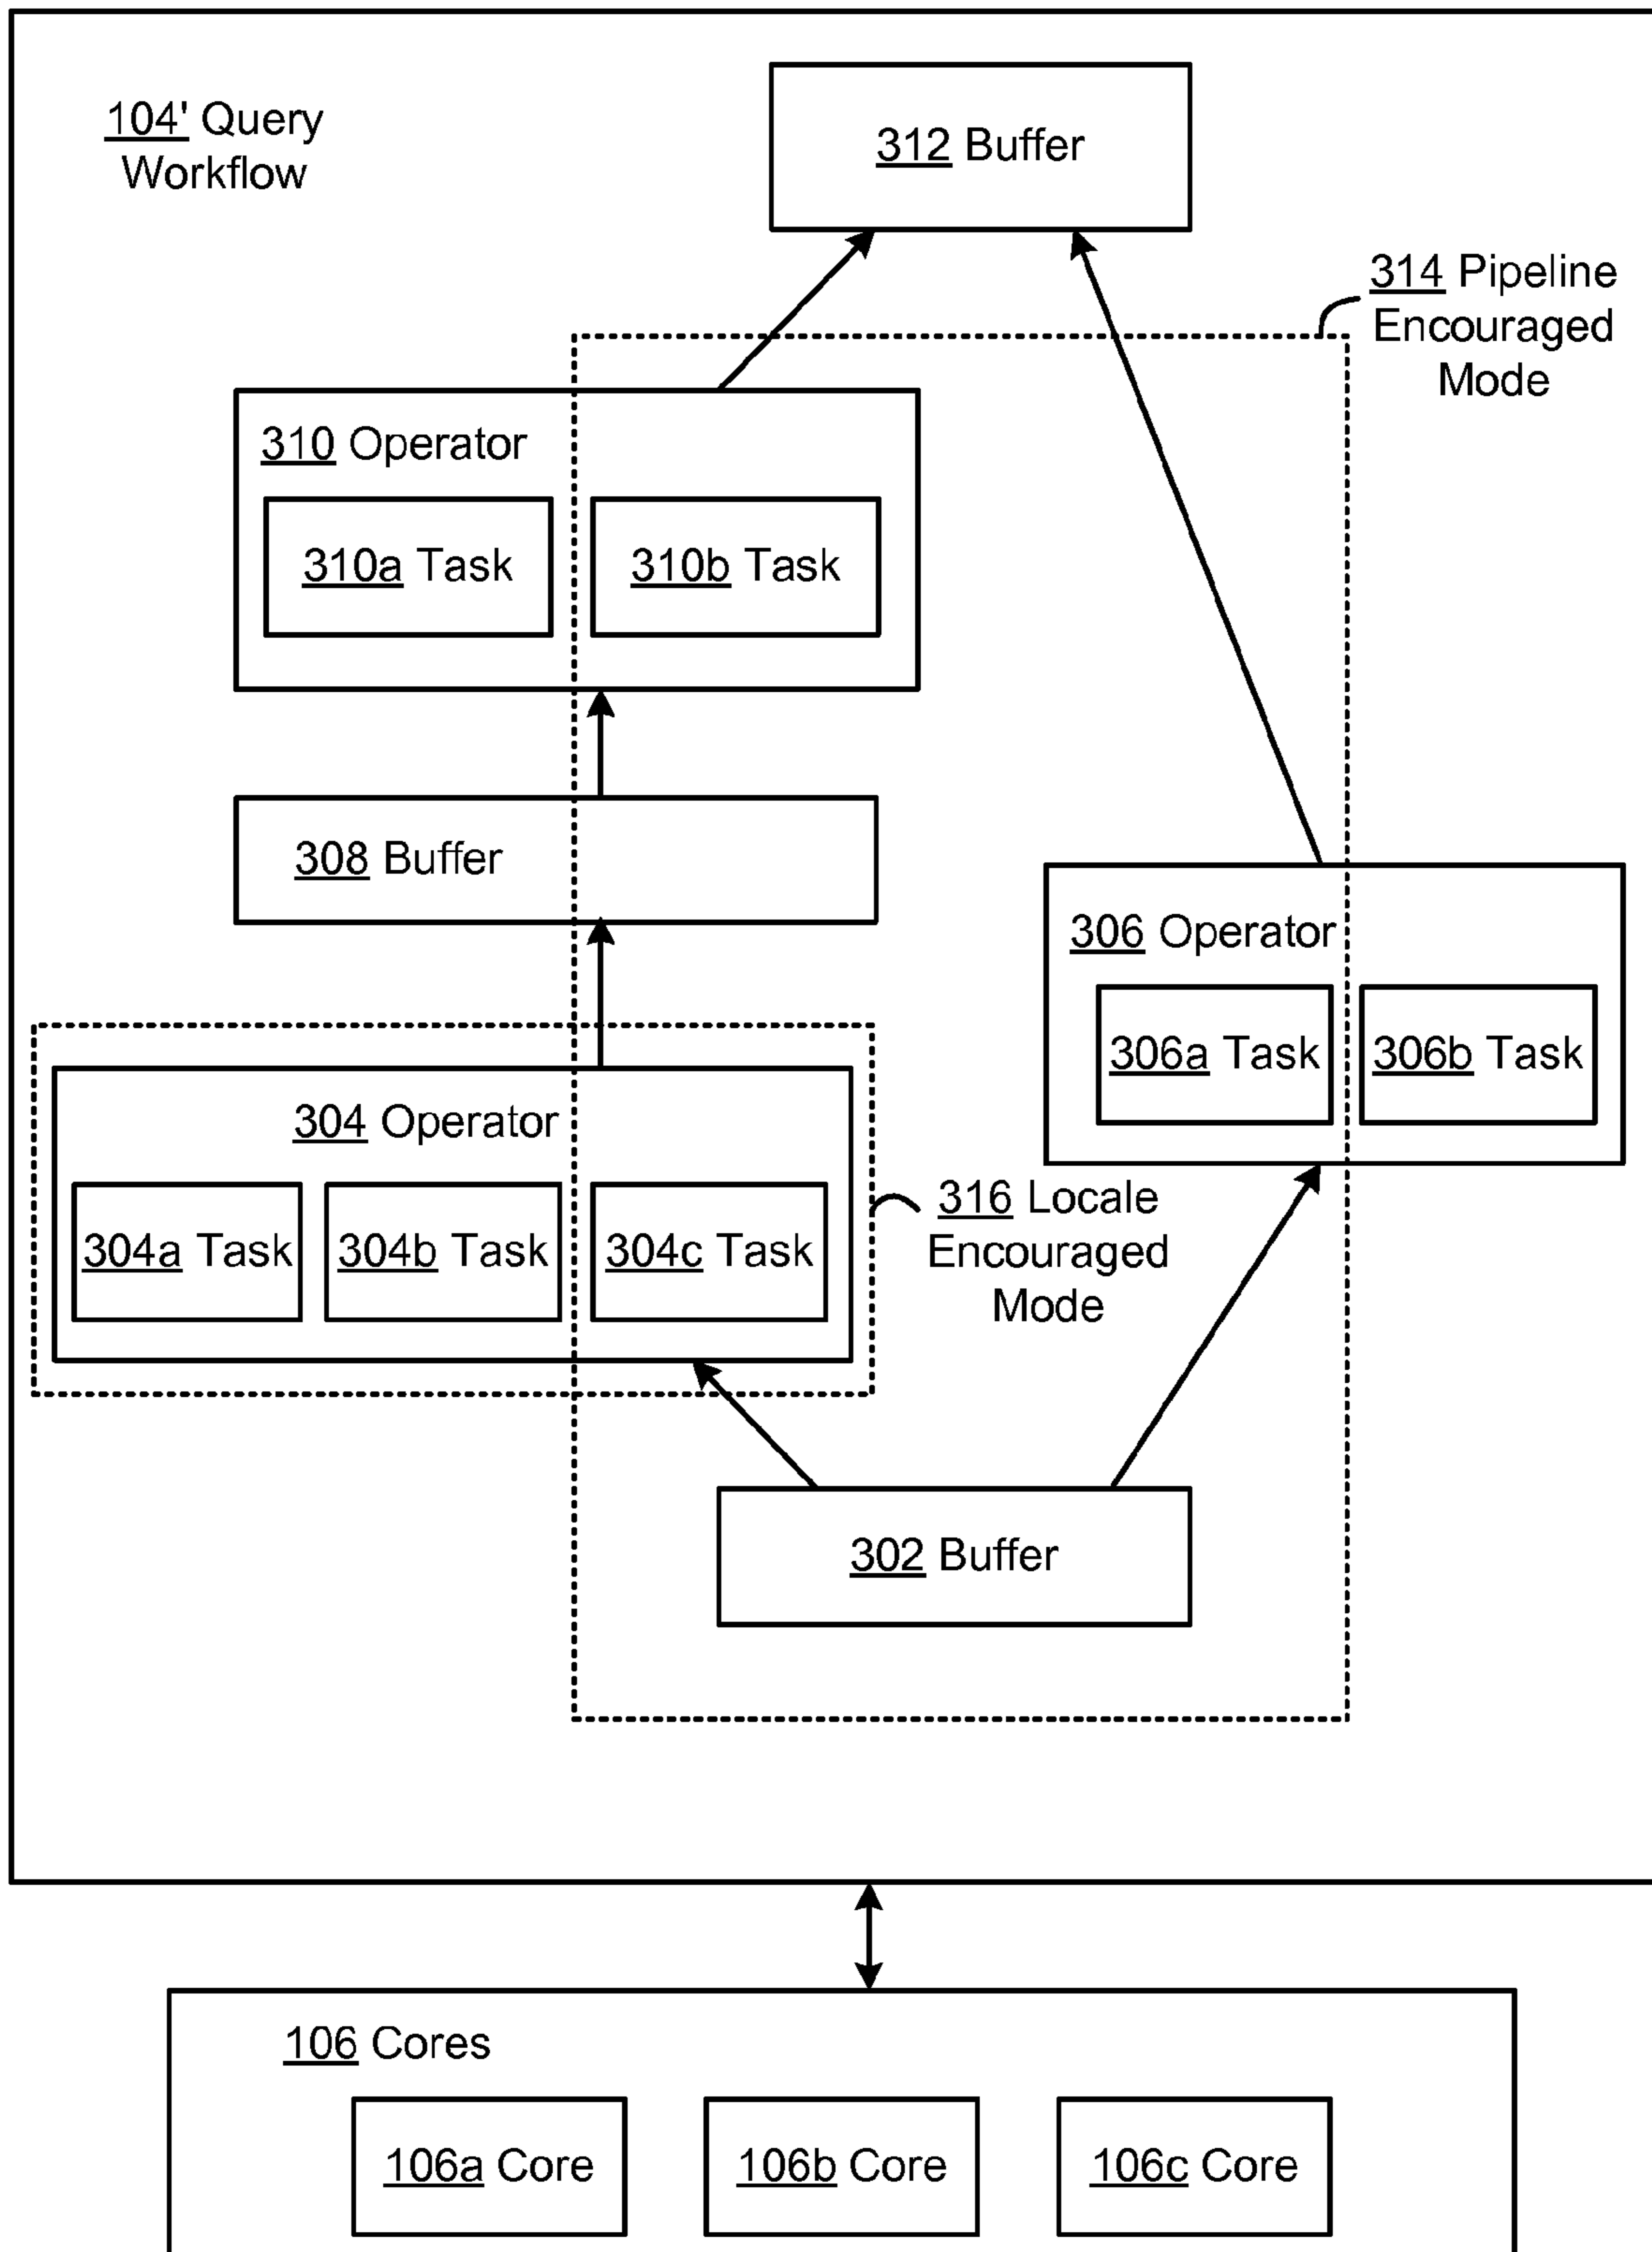 104' Query
Workflow
312 Buffer
314 Pipeline
Encouraged
Mode
310 Operator
310a Task
310b Task
308 Buffer
306 Operator
306a Task
306b Task
304 Operator
304a Task
304b Task
304c Task
316 Locale
Encouraged
Mode
302 Buffer
106 Cores
106a Core
106b Core
106c Core